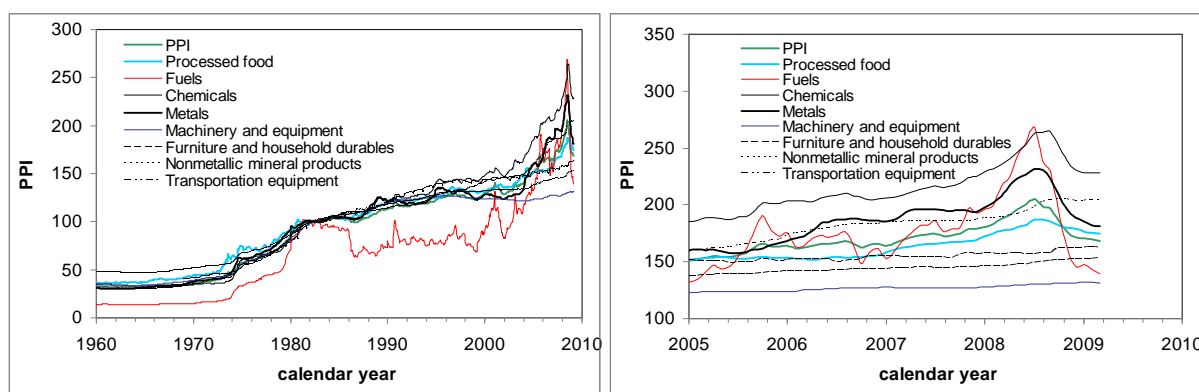 300
250
200
150
100
50
0
PPI
PPI
Processed food
Fuels
Chemicals
Metals
Machinery and equipment
Furniture and household durables
Nonmetallic mineral products
Transportation equipment
1960 1970 1980 1990 2000 2010
calendar year
350
300
250
200
150
100
PPI
PPI
Processed food
Fuels
Chemicals
Metals
Machinery and equipment
Furniture and household durables
Nonmetallic mineral products
Transportation equipment
2005 2006 2007 2008 2009 2010
calendar year